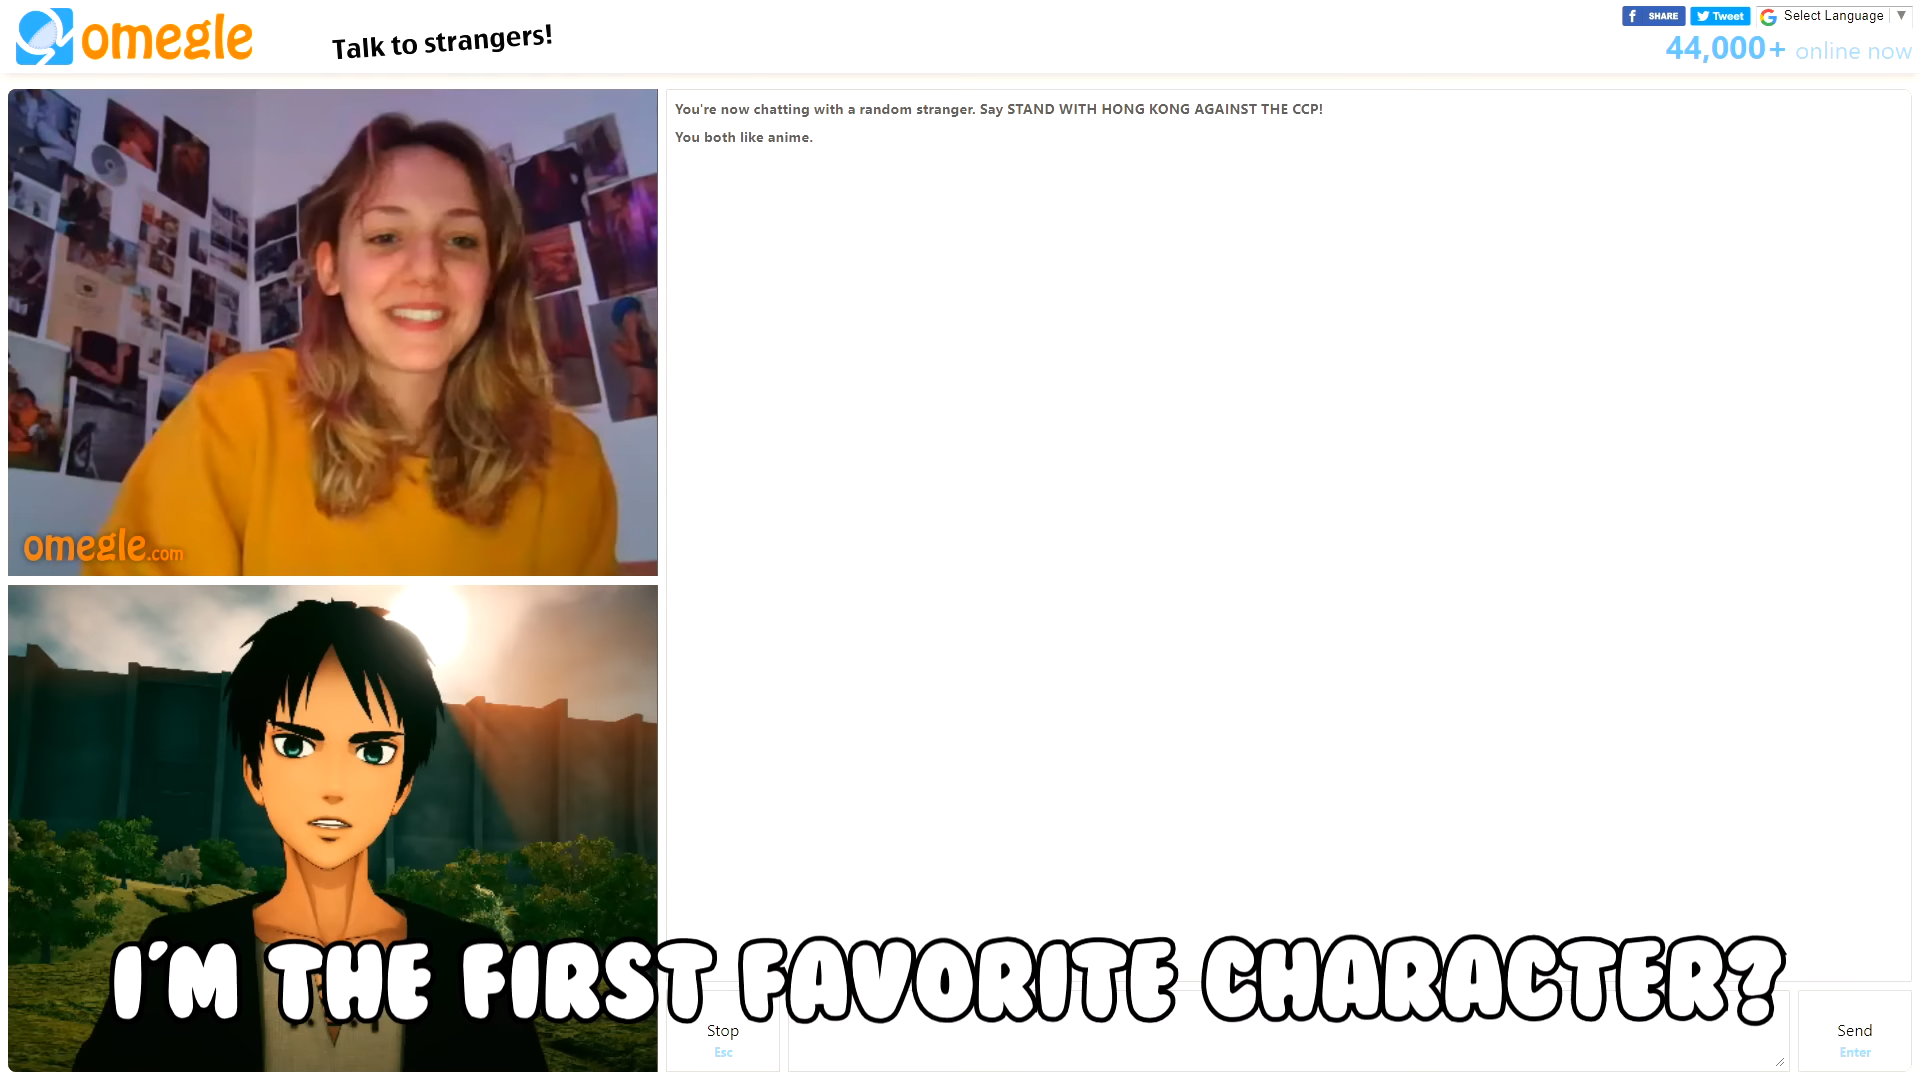 omegle
Talk to strangers!
SHARE
Tweet
Select Language
44,000+ online now
You're now chatting with a random stranger. Say STAND WITH HONG KONG AGAINST THE CCP!
You both like anime.
omegle.com
I'M THE FIRST FAVORITE CHARACTER?
Stop
Esc
Send
Enter